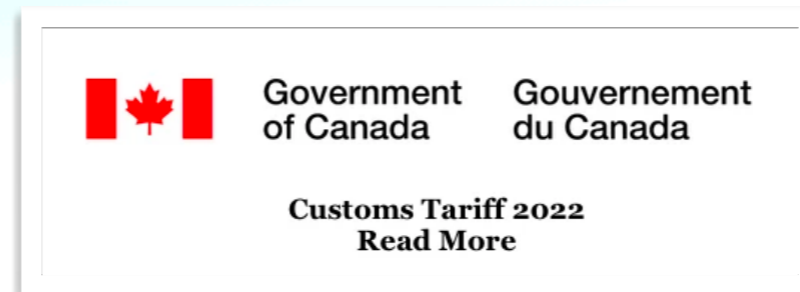 Government Gouvernement
of Canada du Canada
Customs Tariff 2022
Read More